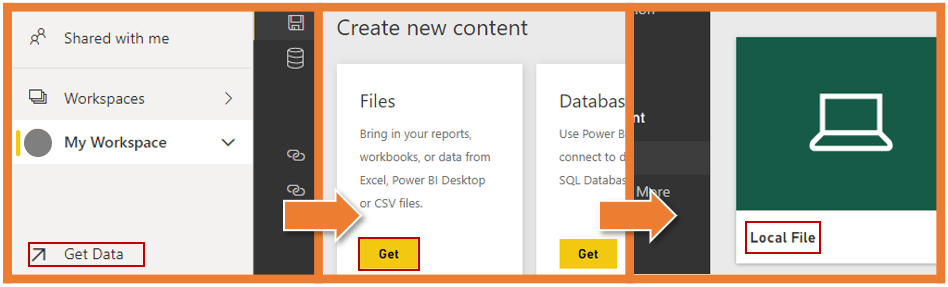 Shared with me
Workspaces
My Workspace
Get Data
Create new content
Files
Bring in your reports,
workbooks, or data from
Excel, Power BI Desktop
or CSV files.
Get
Databas
Use Power B
connect to d
SQL Databas
Get
nt
More
Local File